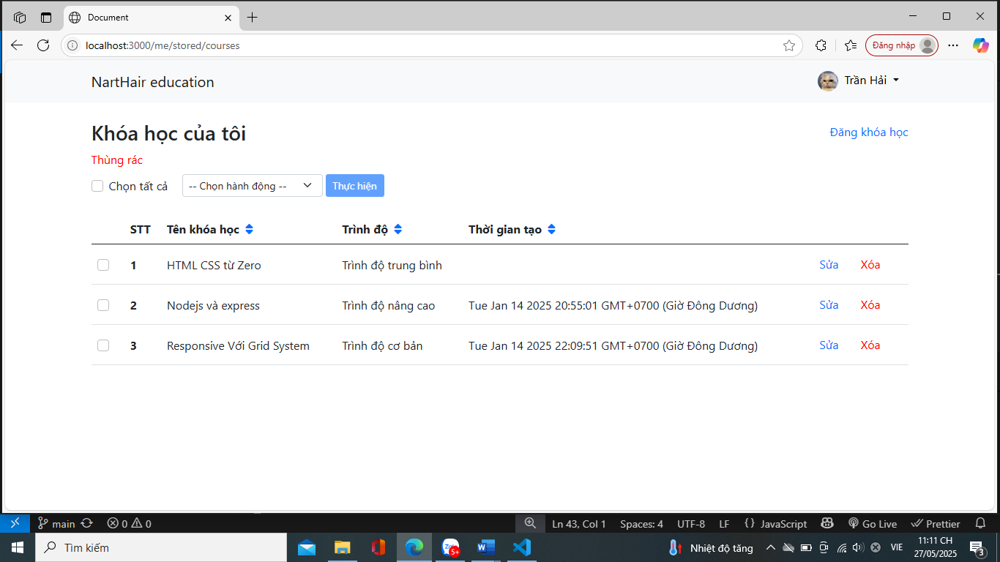 Document
localhost:3000/me/stored/courses
Đăng nhập
NartHair education
Trần Hải
Khóa học của tôi
Đăng khóa học
Thùng rác
Chọn tất cả
-- Chọn hành động --
Thực hiện
STT Tên khóa học Trình độ Thời gian tạo
1 HTML CSS từ Zero Trình độ trung bình Sửa Xóa
2 Nodejs và express Trình độ nâng cao Tue Jan 14 2025 20:55:01 GMT+0700 (Giờ Đông Dương) Sửa Xóa
3 Responsive Với Grid System Trình độ cơ bản Tue Jan 14 2025 22:09:51 GMT+0700 (Giờ Đông Dương) Sửa Xóa
main 0 0 Ln 43, Col 1 Spaces: 4 UTF-8 LF {} JavaScript Go Live Prettier
Tìm kiếm
5+
Nhiệt độ tăng
VIE
11:11 CH
27/05/2025
3